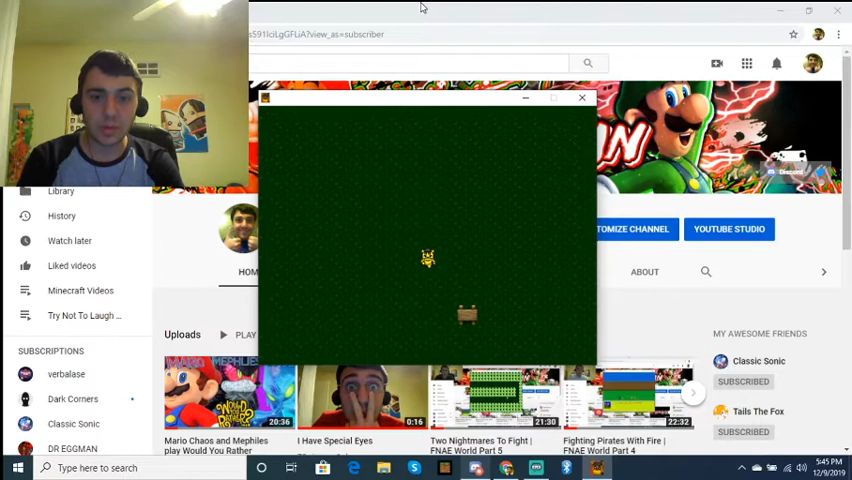 s591IciLgGFLiA?view_as=subscriber
Discord
Library
History
Watch later
Liked videos
Minecraft Videos
Try Not To Laugh ...
SUBSCRIPTIONS
verbalase
Dark Corners
Classic Sonic
DR EGGMAN
TOMIZE CHANNEL
YOUTUBE STUDIO
HOM
ABOUT
Uploads
PLAY
20:36
Mario Chaos and Mephiles
play Would You Rather
0:16
I Have Special Eyes
21:30
Two Nightmares To Fight |
FNAE World Part 5
22:32
Fighting Pirates With Fire |
FNAE World Part 4
MY AWESOME FRIENDS
Classic Sonic
SUBSCRIBED
Tails The Fox
SUBSCRIBED
Type here to search
5:45 PM
12/9/2019